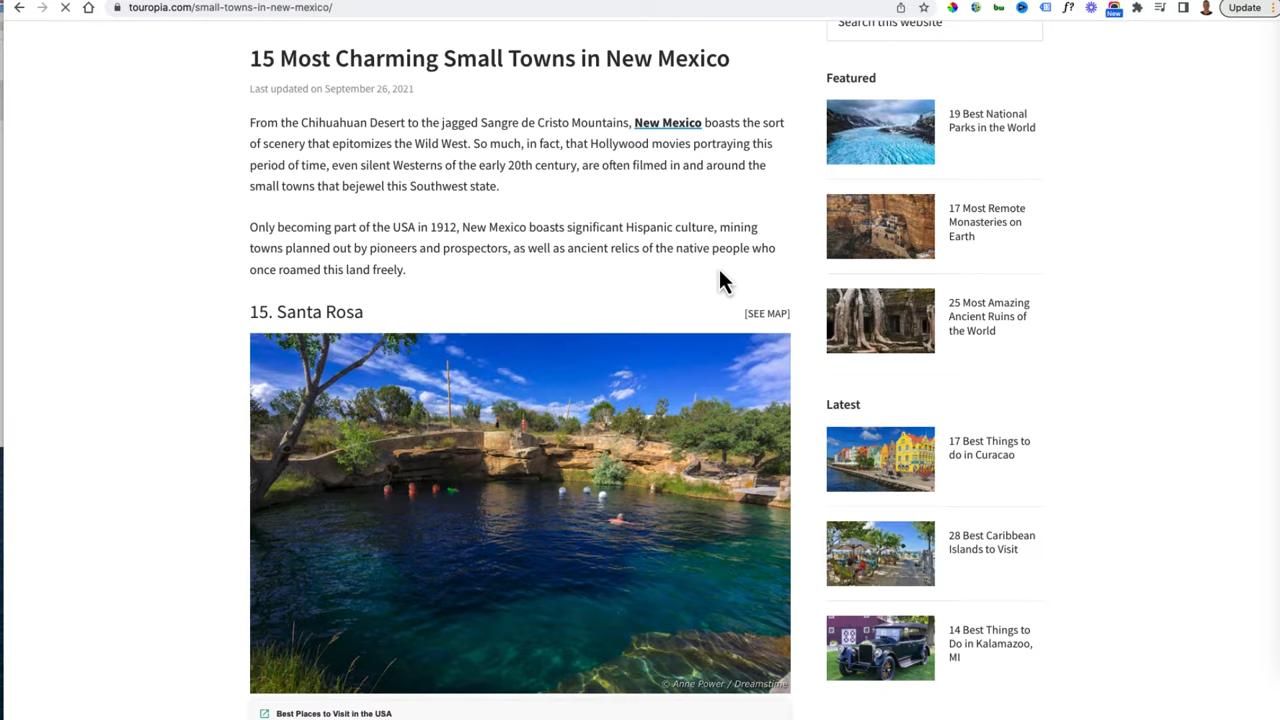 touropia.com/small-towns-in-new-mexico/
New
Update
Search this website
15 Most Charming Small Towns in New Mexico
Last updated on September 26, 2021
From the Chihuahuan Desert to the jagged Sangre de Cristo Mountains, New Mexico boasts the sort
of scenery that epitomizes the Wild West. So much, in fact, that Hollywood movies portraying this
period of time, even silent Westerns of the early 20th century, are often filmed in and around the
small towns that bejewel this Southwest state.
Only becoming part of the USA in 1912, New Mexico boasts significant Hispanic culture, mining
towns planned out by pioneers and prospectors, as well as ancient relics of the native people who
once roamed this land freely.
15. Santa Rosa
[SEE MAP]
© Anne Power / Dreamstime
Best Places to Visit in the USA
Featured
19 Best National
Parks in the World
17 Most Remote
Monasteries on
Earth
25 Most Amazing
Ancient Ruins of
the World
Latest
17 Best Things to
do in Curacao
28 Best Caribbean
Islands to Visit
14 Best Things to
Do in Kalamazoo,
MI